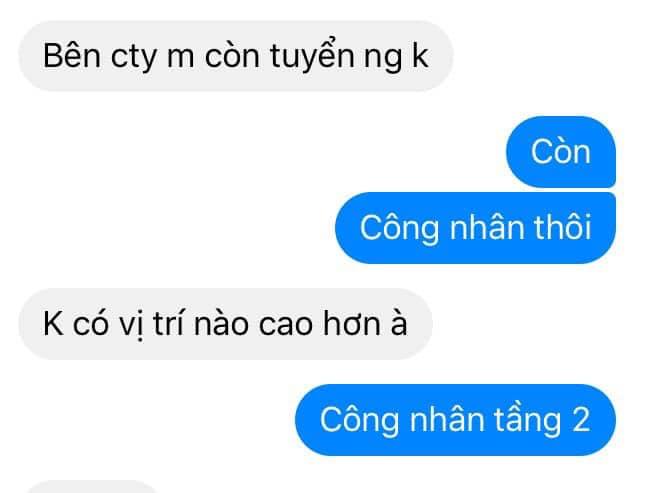 Bên cty m còn tuyển ng k
Còn
Công nhân thôi
K có vị trí nào cao hơn à
Công nhân tầng 2